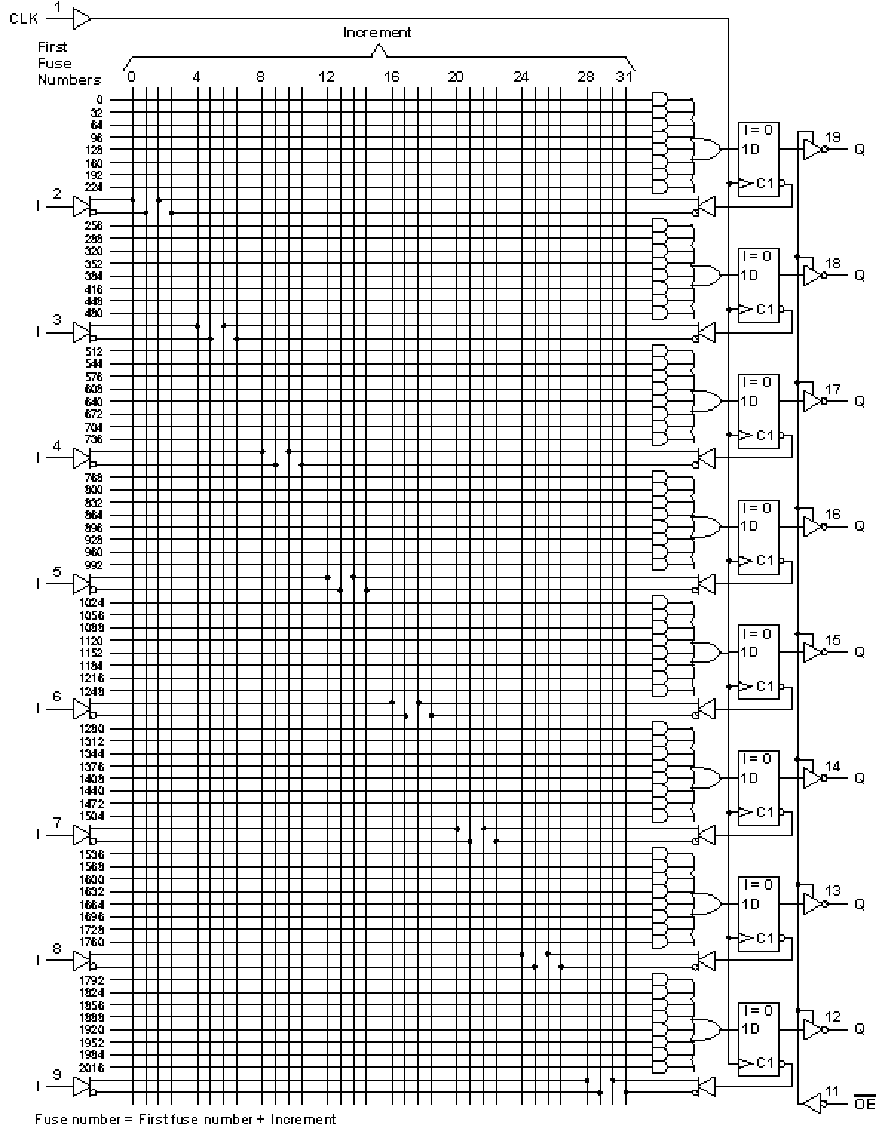 CLK 1
Increment
First
Fuse
Numbers
0 4 8 12 16 20 24 28 31
0
32
64
96
128
160
192
224
I = 0
1D
C1
19 Q
I 2
256
288
320
352
384
416
448
480
I = 0
1D
C1
18 Q
I 3
512
544
576
608
640
672
704
736
I = 0
1D
C1
17 Q
I 4
768
800
832
864
896
928
960
992
I = 0
1D
C1
16 Q
I 5
1024
1056
1088
1120
1152
1184
1216
1248
I = 0
1D
C1
15 Q
I 6
1280
1312
1344
1376
1408
1440
1472
1504
I = 0
1D
C1
14 Q
I 7
1536
1568
1600
1632
1664
1696
1728
1760
I = 0
1D
C1
13 Q
I 8
1792
1824
1856
1888
1920
1952
1984
2016
I = 0
1D
C1
12 Q
I 9
11 OE
Fuse number = First fuse number + Increment